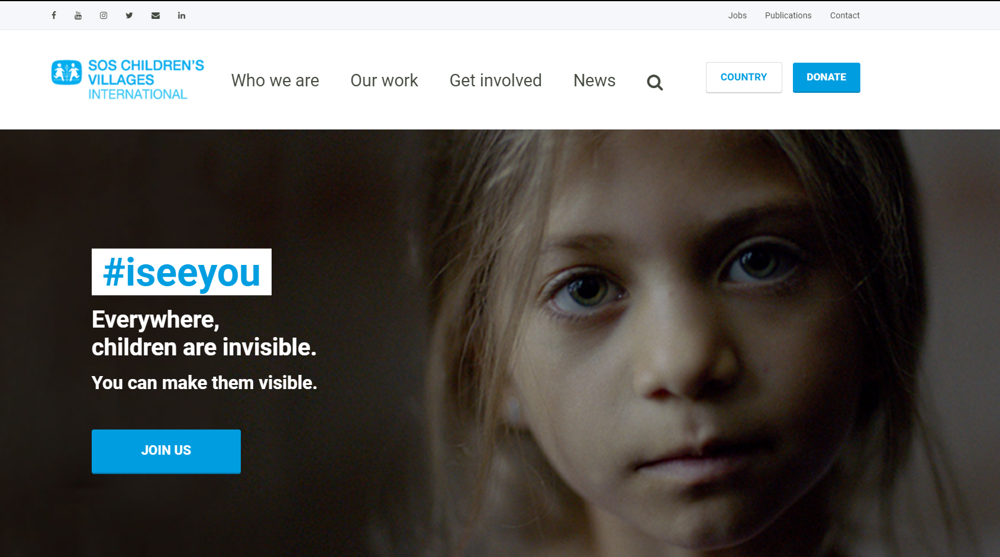 Jobs
Publications
Contact
SOS CHILDREN'S
VILLAGES
INTERNATIONAL
Who we are
Our work
Get involved
News
COUNTRY
DONATE
#iseeyou
Everywhere,
children are invisible.
You can make them visible.
JOIN US